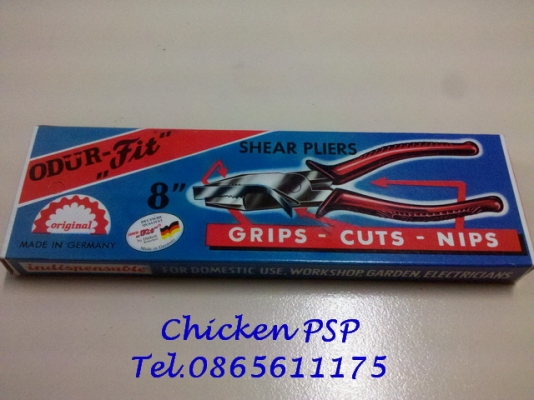 ODÜR-„Fit"
SHEAR PLIERS
8"
original
MADE IN GERMANY
GRIPS - CUTS - NIPS
indispensable FOR DOMESTIC USE, WORKSHOP, GARDEN, ELECTRICIANS
Chicken PSP
Tel.0865611175